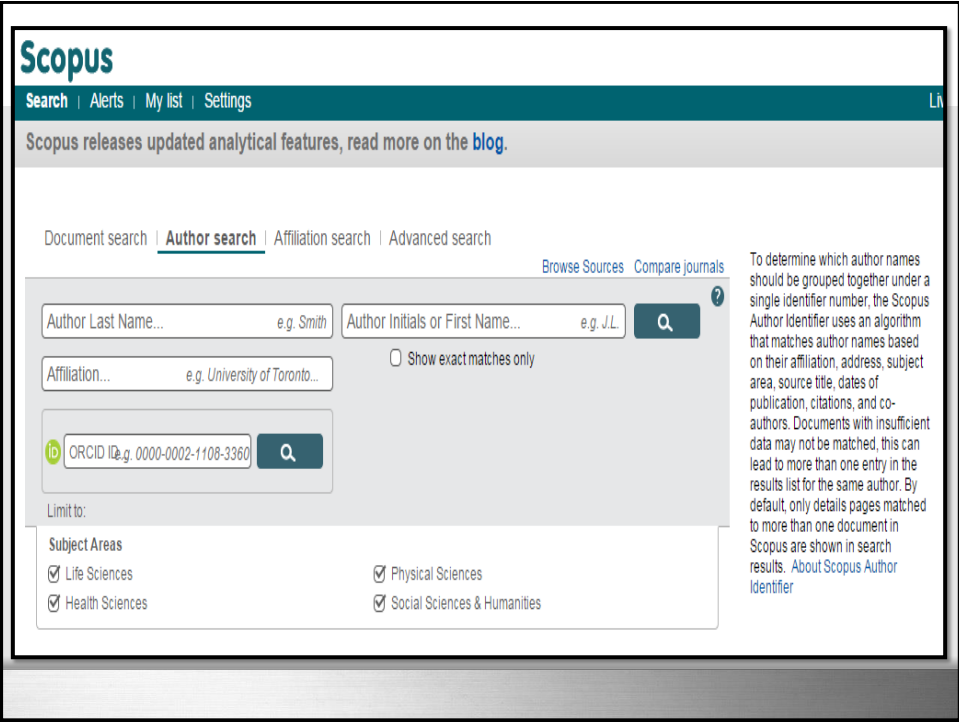 Scopus
Search | Alerts | My list | Settings
Liv
Scopus releases updated analytical features, read more on the blog.
Document search | Author search | Affiliation search | Advanced search
Browse Sources Compare journals
?
Author Last Name... e.g. Smith
Author Initials or First Name... e.g. J.L.
Show exact matches only
Affiliation... e.g. University of Toronto...
iD ORCID ID e.g. 0000-0002-1108-3360
Limit to:
Subject Areas
Life Sciences
Physical Sciences
Health Sciences
Social Sciences & Humanities
To determine which author names
should be grouped together under a
single identifier number, the Scopus
Author Identifier uses an algorithm
that matches author names based
on their affiliation, address, subject
area, source title, dates of
publication, citations, and co-
authors. Documents with insufficient
data may not be matched, this can
lead to more than one entry in the
results list for the same author. By
default, only details pages matched
to more than one document in
Scopus are shown in search
results. About Scopus Author
Identifier